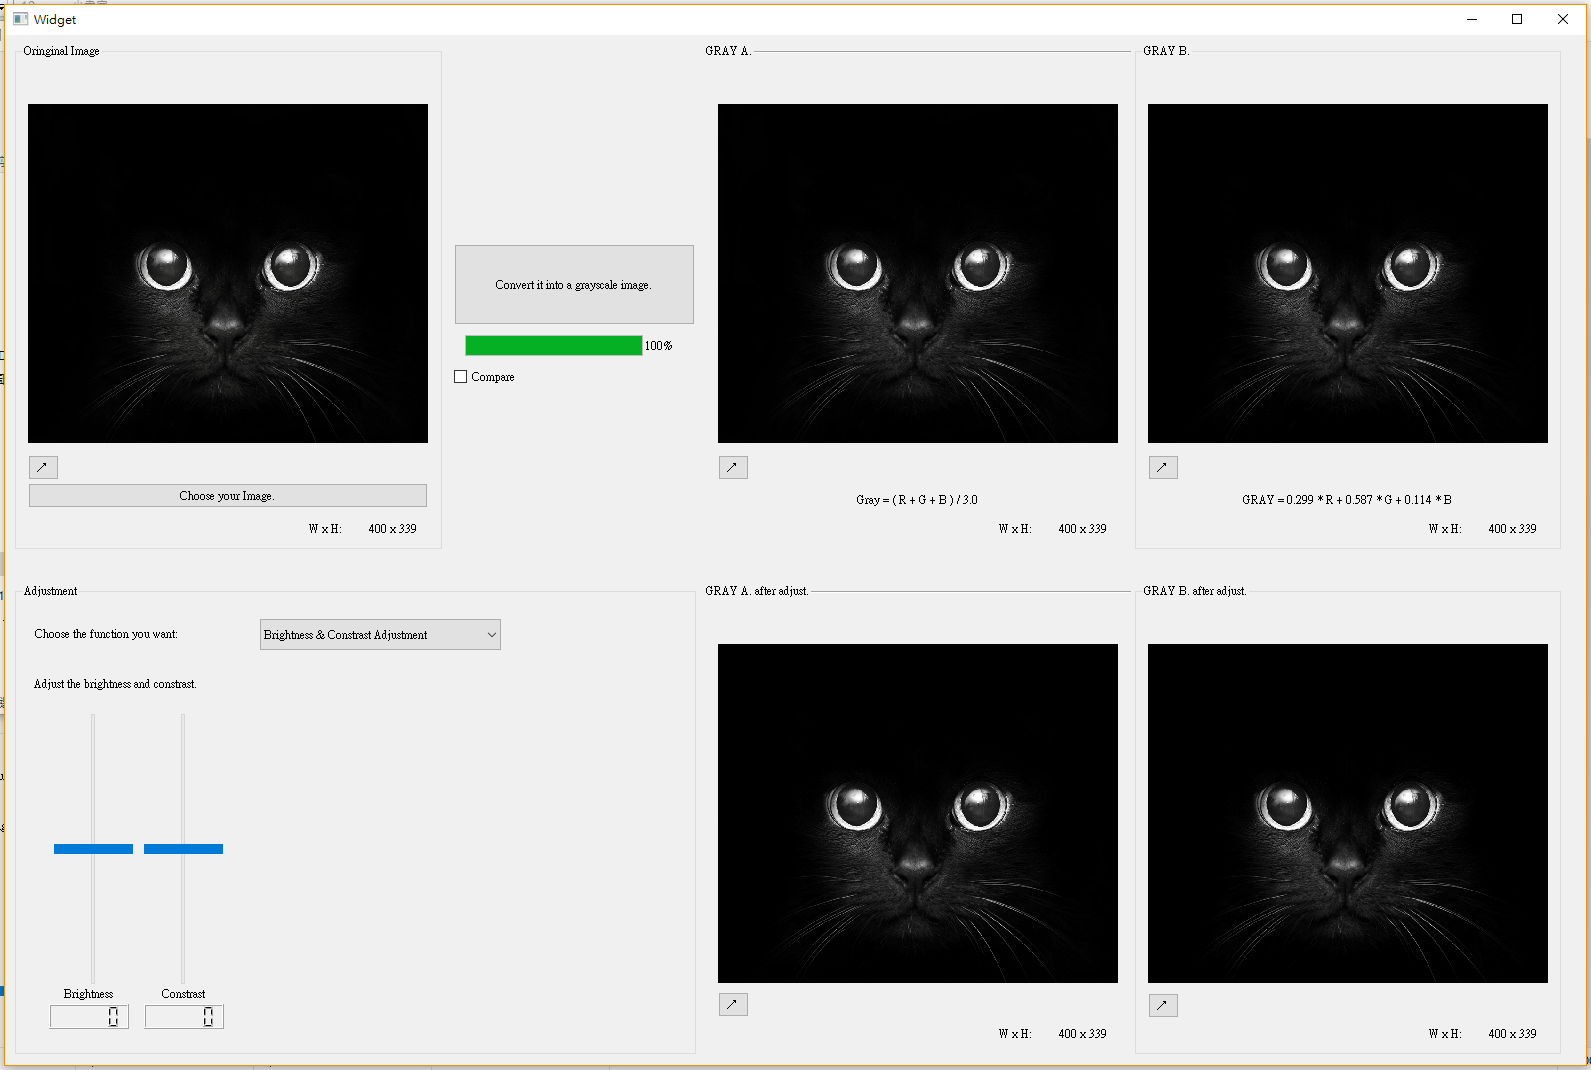 Widget
Oringinal Image
Choose your Image.
W x H: 400 x 339
Convert it into a grayscale image.
100%
Compare
GRAY A.
Gray = ( R + G + B ) / 3.0
W x H: 400 x 339
GRAY B.
GRAY = 0.299 * R + 0.587 * G + 0.114 * B
W x H: 400 x 339
Adjustment
Choose the function you want:
Brightness & Constrast Adjustment
Adjust the brightness and constrast.
Brightness
Constrast
0
0
GRAY A. after adjust.
W x H: 400 x 339
GRAY B. after adjust.
W x H: 400 x 339